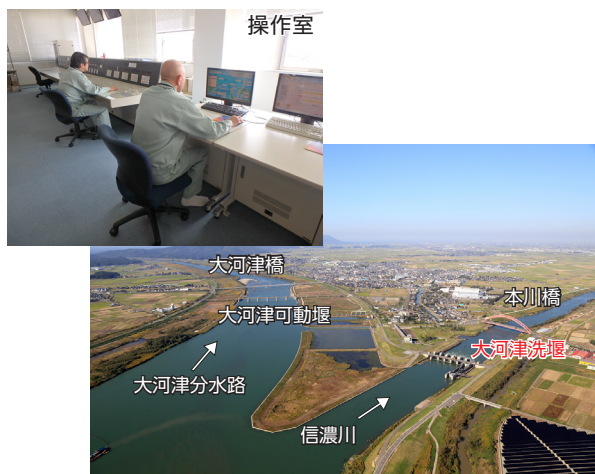 操作室
大河津橋
本川橋
大河津可動堰
大河津洗堰
大河津分水路
信濃川